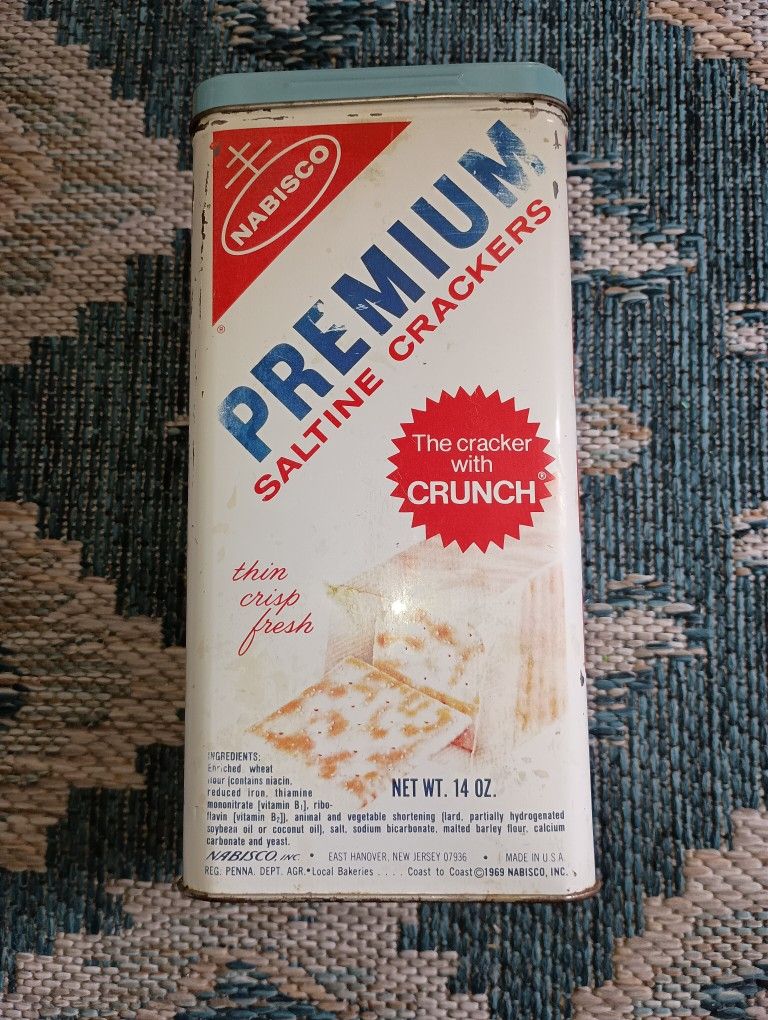 NABISCO
®
PREMIUM
SALTINE CRACKERS
The cracker
with
CRUNCH®
thin
crisp
fresh
INGREDIENTS:
Enriched wheat
flour [contains niacin,
reduced iron, thiamine
mononitrate [vitamin B1], ribo-
flavin [vitamin B2]], animal and vegetable shortening [lard, partially hydrogenated
soybean oil or coconut oil], salt, sodium bicarbonate, malted barley flour, calcium
carbonate and yeast.
NET WT. 14 OZ.
NABISCO, INC. • EAST HANOVER, NEW JERSEY 07936 • MADE IN U.S.A.
REG. PENNA. DEPT. AGR.•Local Bakeries .... Coast to Coast©1969 NABISCO, INC.